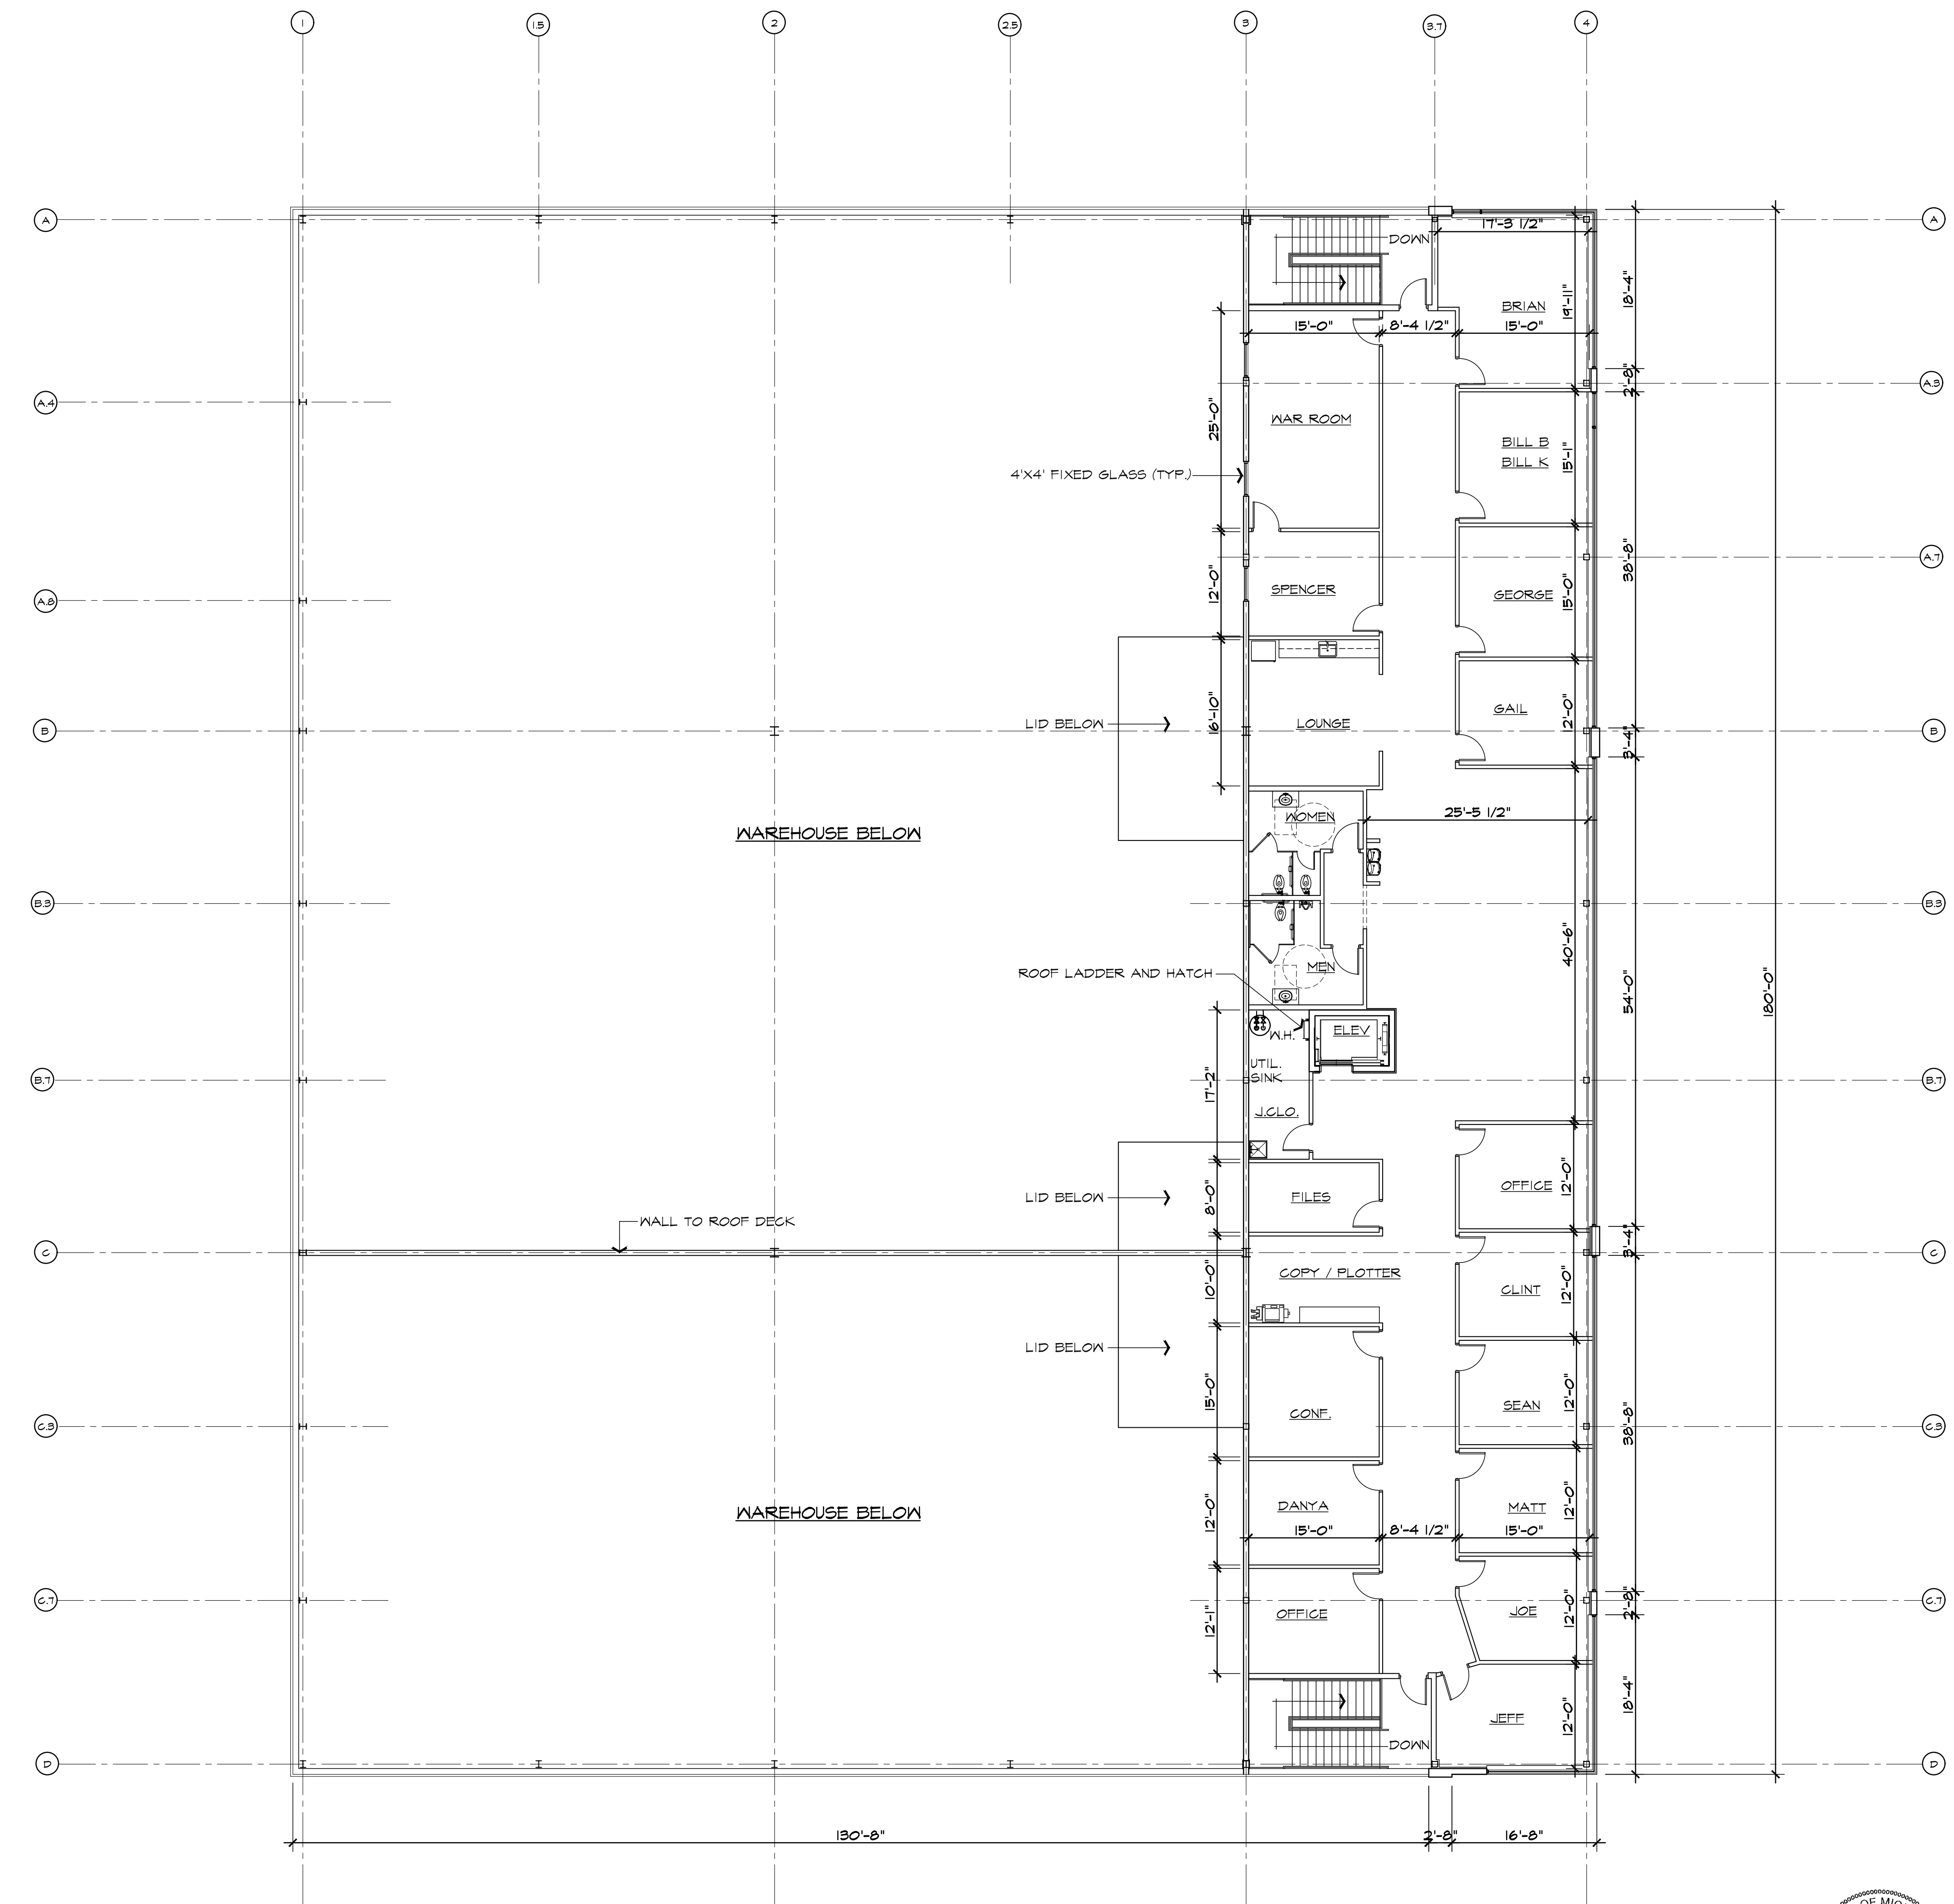 1
1.5
2
2.5
3
3.7
4
A
A
DOWN
17'-3 1/2"
18'-4"
19'-11"
BRIAN
15'-0"
8'-4 1/2"
15'-0"
2'-8"
A.3
A.4
25'-0"
WAR ROOM
BILL B
BILL K
15'-1"
4'X4' FIXED GLASS (TYP.)
38'-8"
A.7
12'-0"
SPENCER
GEORGE
15'-0"
A.8
16'-10"
LOUNGE
GAIL
12'-0"
LID BELOW
B
3'-4"
B
25'-5 1/2"
WOMEN
WAREHOUSE BELOW
B.3
B.3
40'-6"
MEN
ROOF LADDER AND HATCH
54'-0"
180'-0"
W.H.
ELEV
UTIL.
SINK
17'-2"
B.7
B.7
J.CLO.
12'-0"
OFFICE
8'-0"
FILES
LID BELOW
WALL TO ROOF DECK
3'-4"
C
C
10'-0"
COPY / PLOTTER
CLINT
12'-0"
LID BELOW
15'-0"
CONF.
SEAN
12'-0"
38'-8"
C.3
C.3
12'-0"
DANYA
MATT
12'-0"
WAREHOUSE BELOW
15'-0"
8'-4 1/2"
15'-0"
C.7
2'-8"
C.7
12'-1"
OFFICE
JOE
12'-0"
18'-4"
JEFF
12'-0"
DOWN
D
D
130'-8"
2'-8"
16'-8"
OF MIC